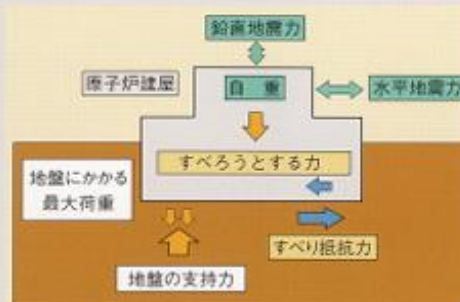 鉛直地震力
原子炉建屋
自重
水平地震力
すべろうとする力
地盤にかかる
最大荷重
すべり抵抗力
地盤の支持力